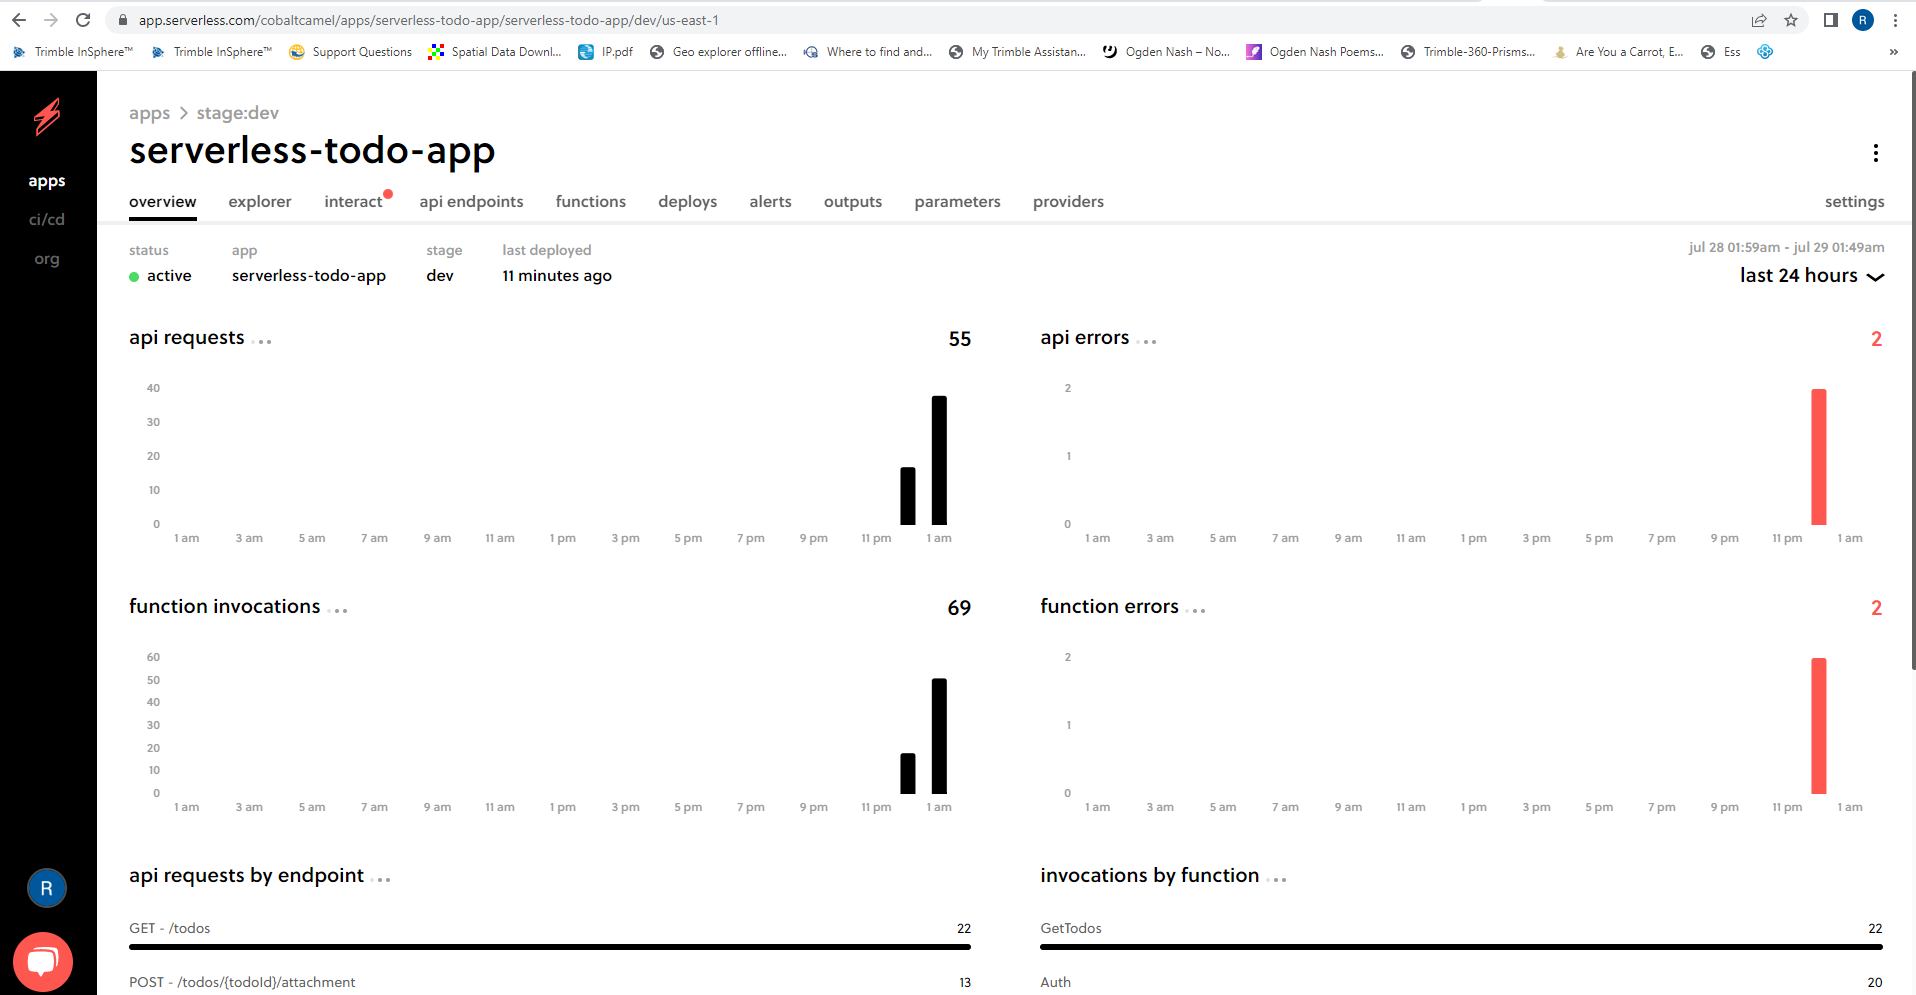 app.serverless.com/cobaltcamel/apps/serverless-todo-app/serverless-todo-app/dev/us-east-1
R
Trimble InSphere™ Trimble InSphere™ Support Questions Spatial Data Downl... IP.pdf Geo explorer offline... Where to find and... My Trimble Assistan... Ogden Nash – No... Ogden Nash Poems... Trimble-360-Prisms... Are You a Carrot, E... Ess »
apps > stage:dev
serverless-todo-app
apps
ci/cd
org
overview explorer interact api endpoints functions deploys alerts outputs parameters providers settings
status app stage last deployed jul 28 01:59am - jul 29 01:49am
active serverless-todo-app dev 11 minutes ago last 24 hours
api requests ... 55
40
30
20
10
0
1 am 3 am 5 am 7 am 9 am 11 am 1 pm 3 pm 5 pm 7 pm 9 pm 11 pm 1 am
api errors ... 2
2
1
0
1 am 3 am 5 am 7 am 9 am 11 am 1 pm 3 pm 5 pm 7 pm 9 pm 11 pm 1 am
function invocations ... 69
60
50
40
30
20
10
0
1 am 3 am 5 am 7 am 9 am 11 am 1 pm 3 pm 5 pm 7 pm 9 pm 11 pm 1 am
function errors ... 2
2
1
0
1 am 3 am 5 am 7 am 9 am 11 am 1 pm 3 pm 5 pm 7 pm 9 pm 11 pm 1 am
api requests by endpoint ...
GET - /todos 22
POST - /todos/{todoId}/attachment 13
invocations by function ...
GetTodos 22
Auth 20
R